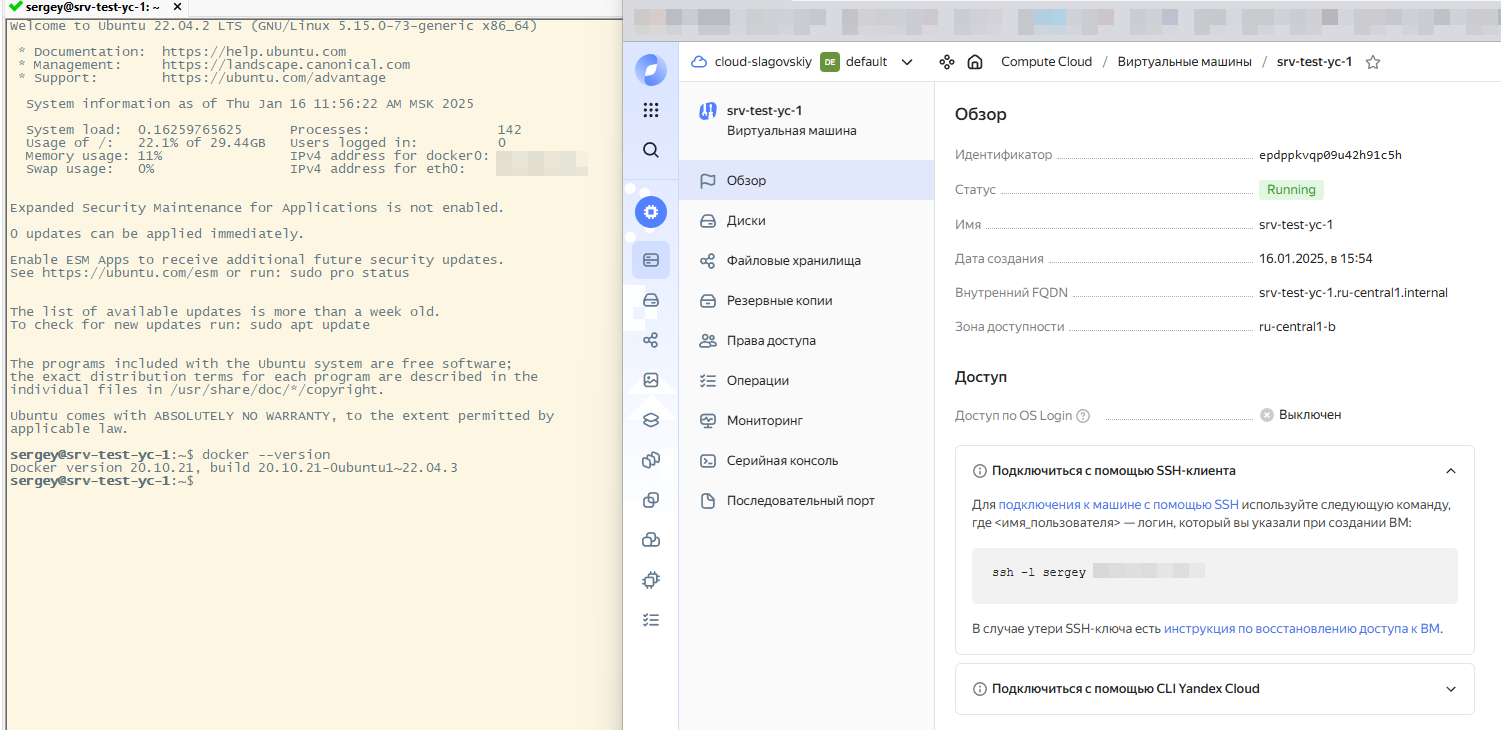 sergey@srv-test-yc-1: ~
Welcome to Ubuntu 22.04.2 LTS (GNU/Linux 5.15.0-73-generic x86_64)
* Documentation: https://help.ubuntu.com
* Management: https://landscape.canonical.com
* Support: https://ubuntu.com/advantage
System information as of Thu Jan 16 11:56:22 AM MSK 2025
System load: 0.16259765625 Processes: 142
Usage of /: 22.1% of 29.44GB Users logged in: 0
Memory usage: 11% IPv4 address for docker0:
Swap usage: 0% IPv4 address for eth0:
Expanded Security Maintenance for Applications is not enabled.
0 updates can be applied immediately.
Enable ESM Apps to receive additional future security updates.
See https://ubuntu.com/esm or run: sudo pro status
The list of available updates is more than a week old.
To check for new updates run: sudo apt update
The programs included with the Ubuntu system are free software;
the exact distribution terms for each program are described in the
individual files in /usr/share/doc/*/copyright.
Ubuntu comes with ABSOLUTELY NO WARRANTY, to the extent permitted by
applicable law.
sergey@srv-test-yc-1:~$ docker --version
Docker version 20.10.21, build 20.10.21-0ubuntu1~22.04.3
sergey@srv-test-yc-1:~$
cloud-slagovskiy DE default Compute Cloud / Виртуальные машины / srv-test-yc-1
srv-test-yc-1
Виртуальная машина
Обзор
Диски
Файловые хранилища
Резервные копии
Права доступа
Операции
Мониторинг
Серийная консоль
Последовательный порт
Обзор
Идентификатор epdppkvqp09u42h91c5h
Статус Running
Имя srv-test-yc-1
Дата создания 16.01.2025, в 15:54
Внутренний FQDN srv-test-yc-1.ru-central1.internal
Зона доступности ru-central1-b
Доступ
Доступ по OS Login Выключен
Подключиться с помощью SSH-клиента
Для подключения к машине с помощью SSH используйте следующую команду,
где <имя_пользователя> — логин, который вы указали при создании ВМ:
ssh -l sergey
В случае утери SSH-ключа есть инструкция по восстановлению доступа к ВМ.
Подключиться с помощью CLI Yandex Cloud